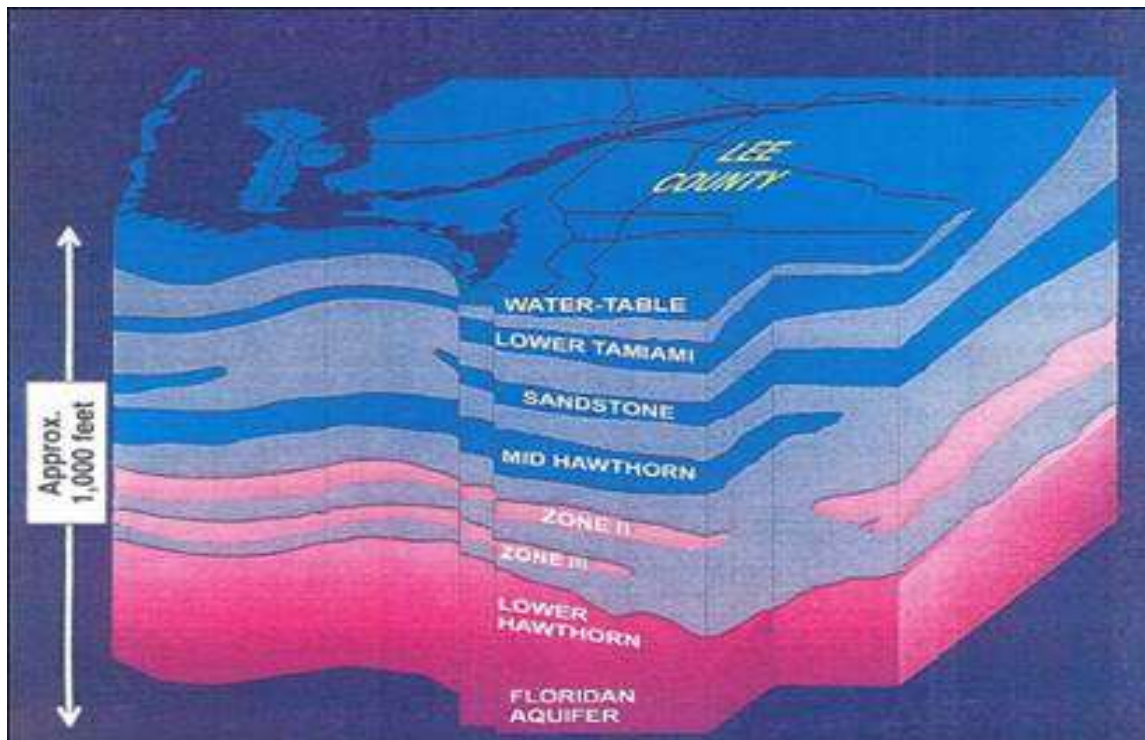 LEE
COUNTY
Approx.
1,000 feet
WATER-TABLE
LOWER TAMIAMI
SANDSTONE
MID HAWTHORN
ZONE II
ZONE III
LOWER
HAWTHORN
FLORIDAN
AQUIFER